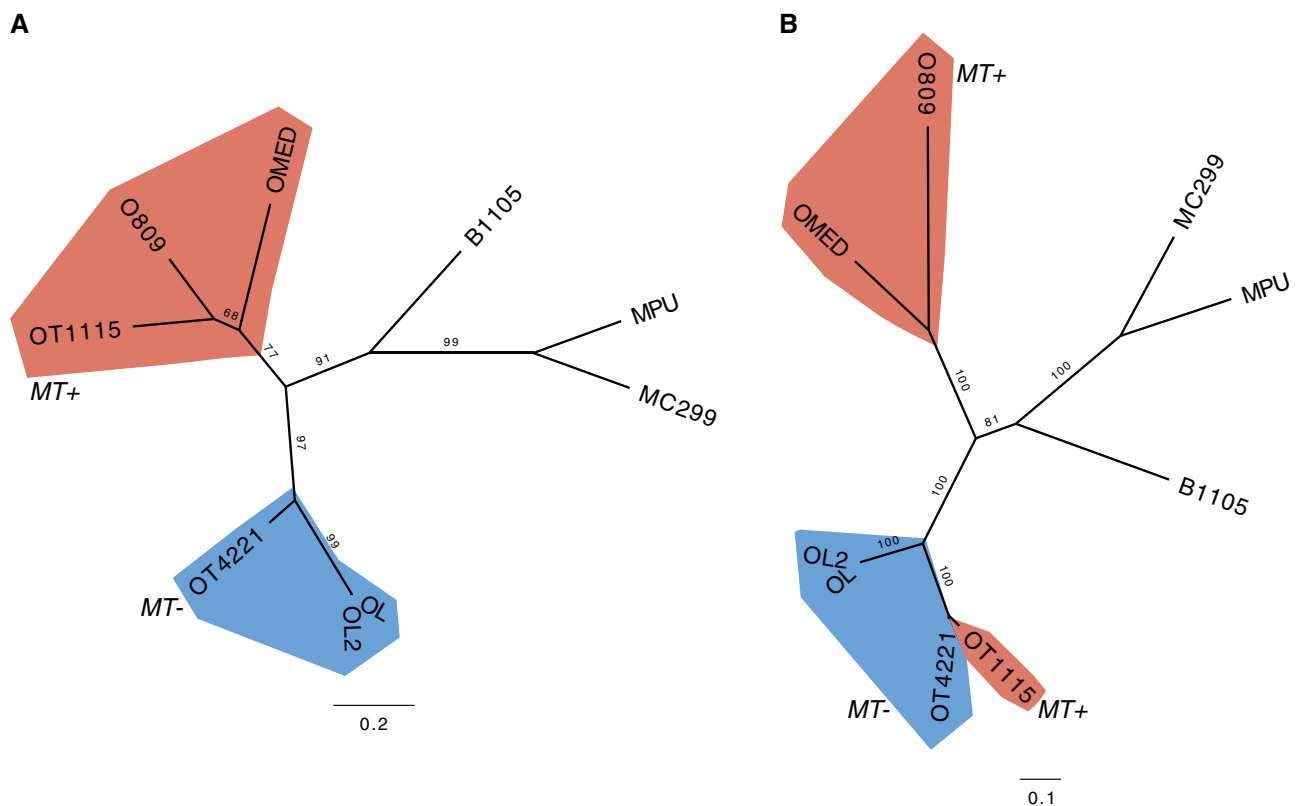 A
OMED
O809
B1105
OT1115
68
MPU
77
91
99
MT+
MC299
97
99
OT4221
MT-
OL
OL2
0.2
B
O809
MT+
MC299
OMED
MPU
100
100
81
B1105
100
100
OL2
OL
100
OT4221
OT1115
MT-
MT+
0.1